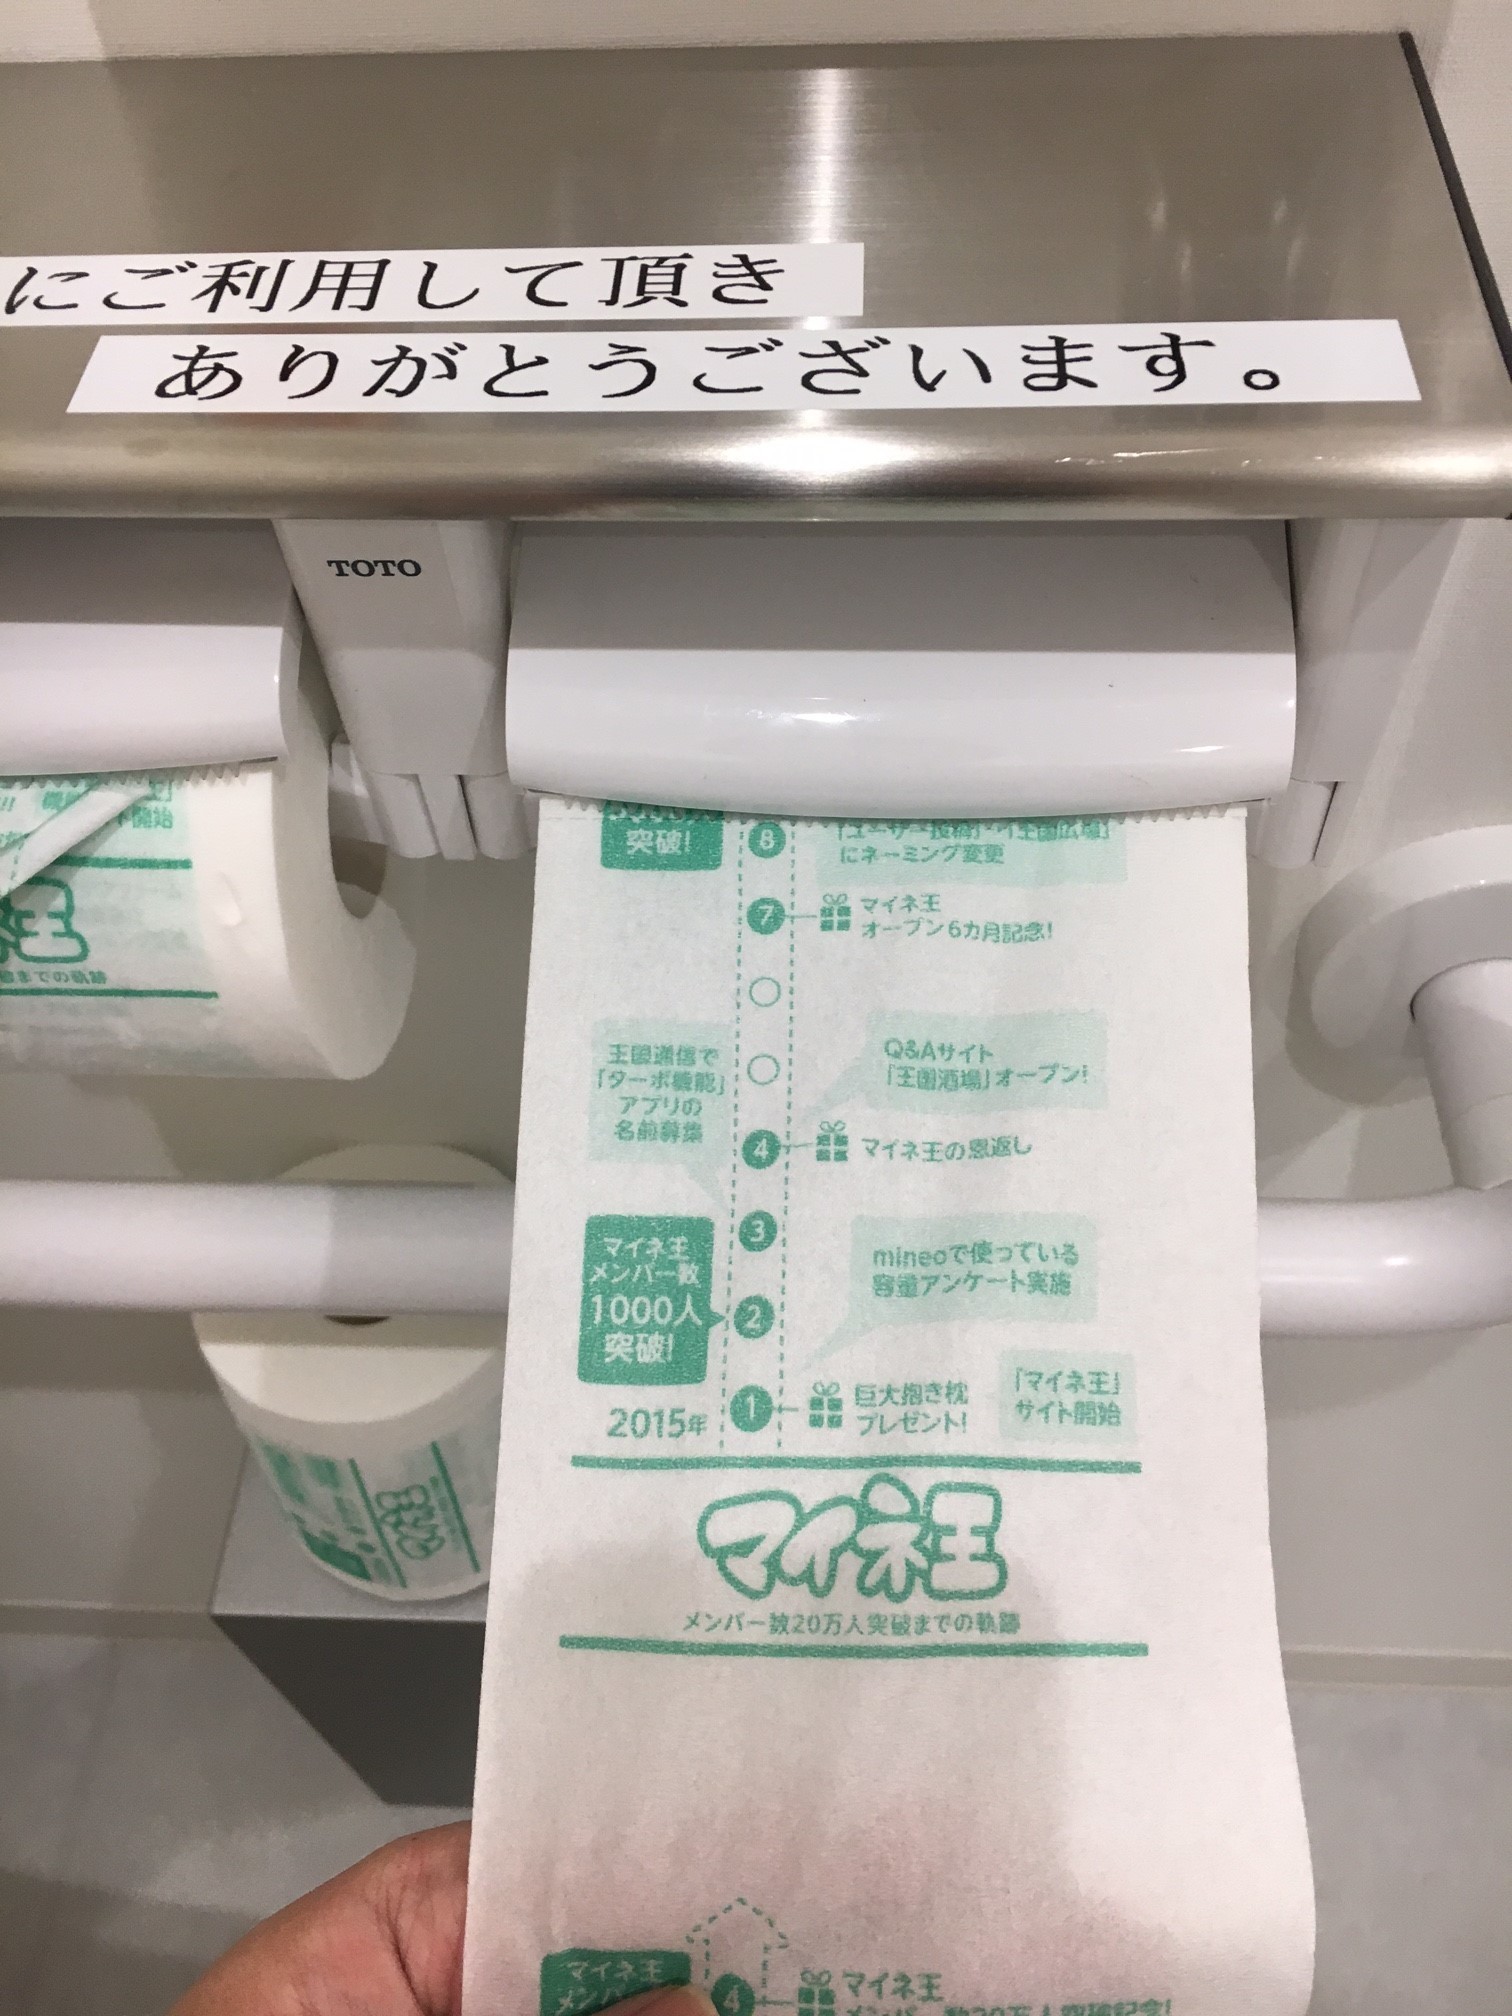 にご利用して頂き
ありがとうございます。
TOTO
開始
王
までの軌跡
突破!
8
にネーミング変更
7
マイネ王
オープン6カ月記念!
王国通信で
「ターボ機能」
アプリの
名前募集
Q&Aサイト
「王国酒場」オープン!
4
マイネ王の恩返し
3
マイネ王
メンバー数
1000人
突破!
2
mineoで使っている
容量アンケート実施
2015年
1
巨大抱き枕
プレゼント!
「マイネ王」
サイト開始
マイネ王
メンバー数20万人突破までの軌跡
マイネ王
4
マイネ王